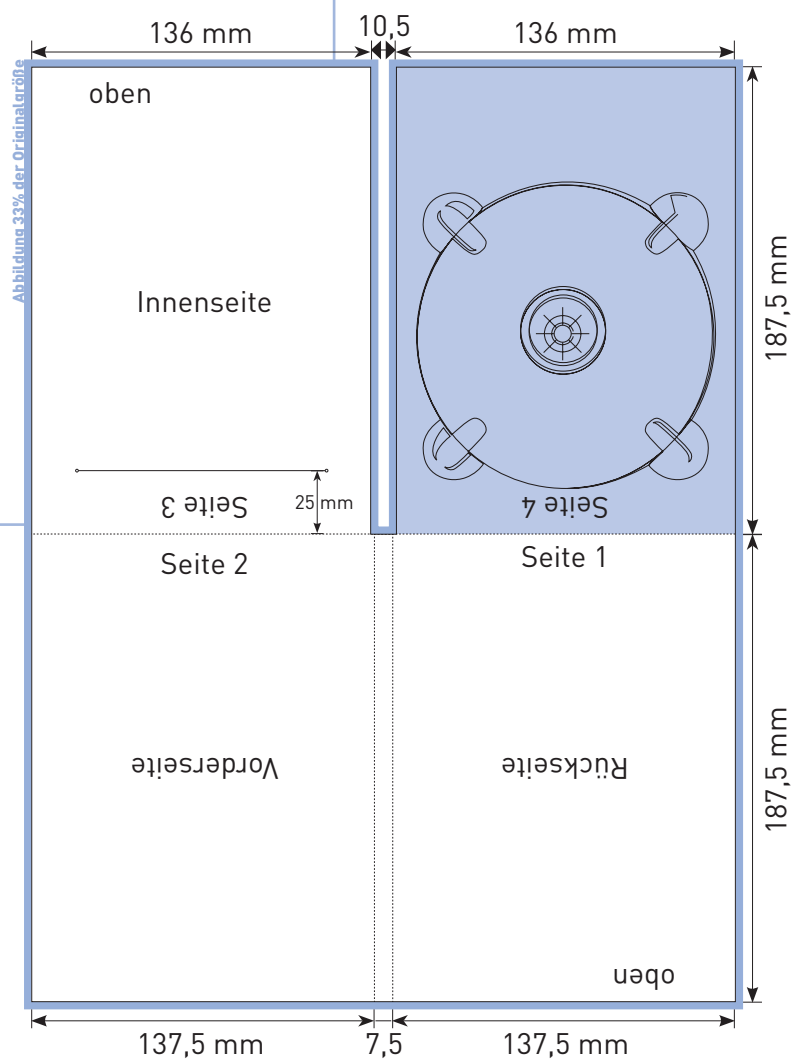 136 mm
10,5
136 mm
Abbildung 33% der Originalgröße
oben
Innenseite
187,5 mm
Seite 3
25 mm
Seite 4
Seite 2
Seite 1
Vorderseite
Rückseite
187,5 mm
oben
137,5 mm
7,5
137,5 mm